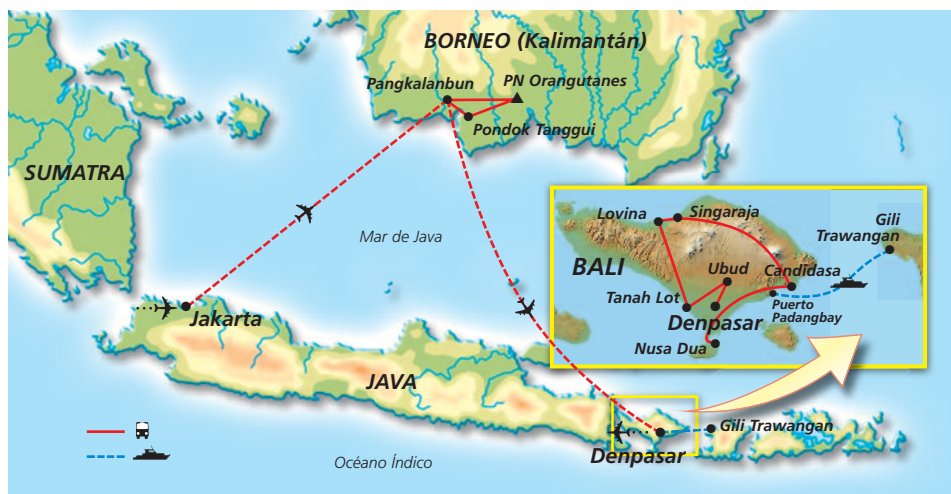 BORNEO (Kalimantán)
Pangkalanbun
PN Orangutanes
Pondok Tanggui
SUMATRA
Mar de Java
Jakarta
JAVA
Océano Índico
Denpasar
Gili Trawangan
Lovina
Singaraja
Gili
Trawangan
BALI
Ubud
Candidasa
Tanah Lot
Puerto
Padangbay
Denpasar
Nusa Dua